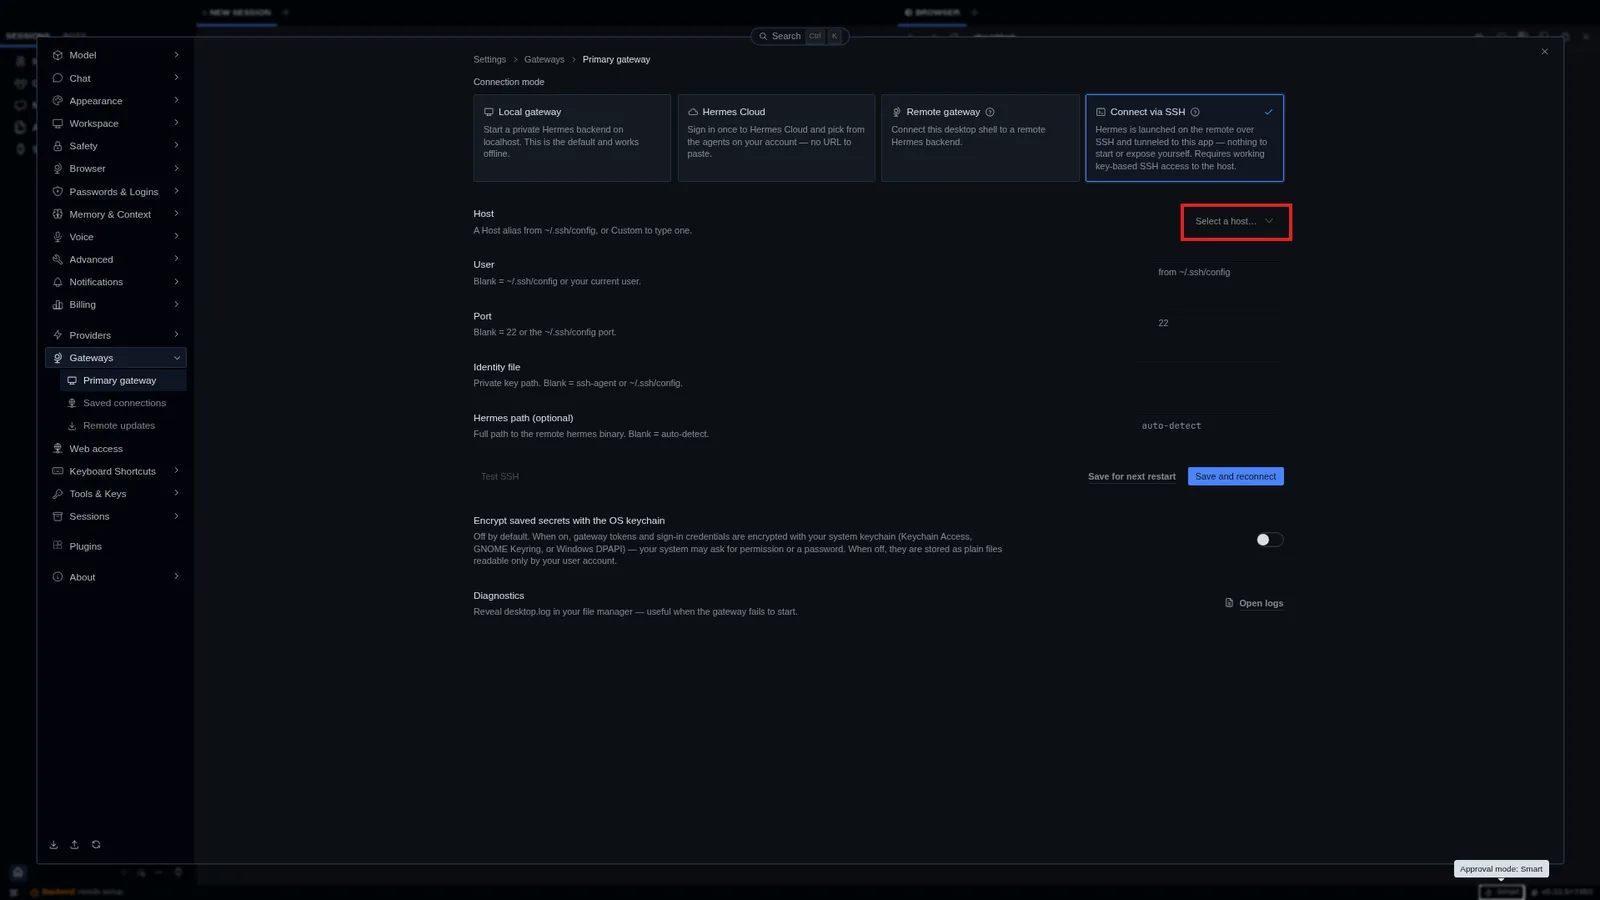 NEW SESSION
BROWSER
SESSIONS
Search Ctrl K
Model
Chat
Appearance
Workspace
Safety
Browser
Passwords & Logins
Memory & Context
Voice
Advanced
Notifications
Billing
Providers
Gateways
Primary gateway
Saved connections
Remote updates
Web access
Keyboard Shortcuts
Tools & Keys
Sessions
Plugins
About
Settings > Gateways > Primary gateway
Connection mode
Local gateway
Start a private Hermes backend on
localhost. This is the default and works
offline.
Hermes Cloud
Sign in once to Hermes Cloud and pick from
the agents on your account — no URL to
paste.
Remote gateway
Connect this desktop shell to a remote
Hermes backend.
Connect via SSH
Hermes is launched on the remote over
SSH and tunneled to this app — nothing to
start or expose yourself. Requires working
key-based SSH access to the host.
Host
A Host alias from ~/.ssh/config, or Custom to type one.
Select a host…
User
Blank = ~/.ssh/config or your current user.
from ~/.ssh/config
Port
Blank = 22 or the ~/.ssh/config port.
22
Identity file
Private key path. Blank = ssh-agent or ~/.ssh/config.
Hermes path (optional)
Full path to the remote hermes binary. Blank = auto-detect.
auto-detect
Test SSH
Save for next restart
Save and reconnect
Encrypt saved secrets with the OS keychain
Off by default. When on, gateway tokens and sign-in credentials are encrypted with your system keychain (Keychain Access,
GNOME Keyring, or Windows DPAPI) — your system may ask for permission or a password. When off, they are stored as plain files
readable only by your user account.
Diagnostics
Reveal desktop.log in your file manager — useful when the gateway fails to start.
Open logs
Approval mode: Smart
Backend needs setup
Smart